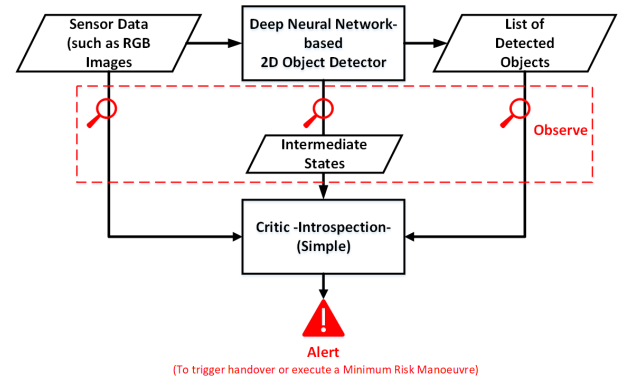 Sensor Data
(such as RGB
Images
Deep Neural Network-
based
2D Object Detector
List of
Detected
Objects
Observe
Intermediate
States
Critic -Introspection-
(Simple)
Alert
(To trigger handover or execute a Minimum Risk Manoeuvre)